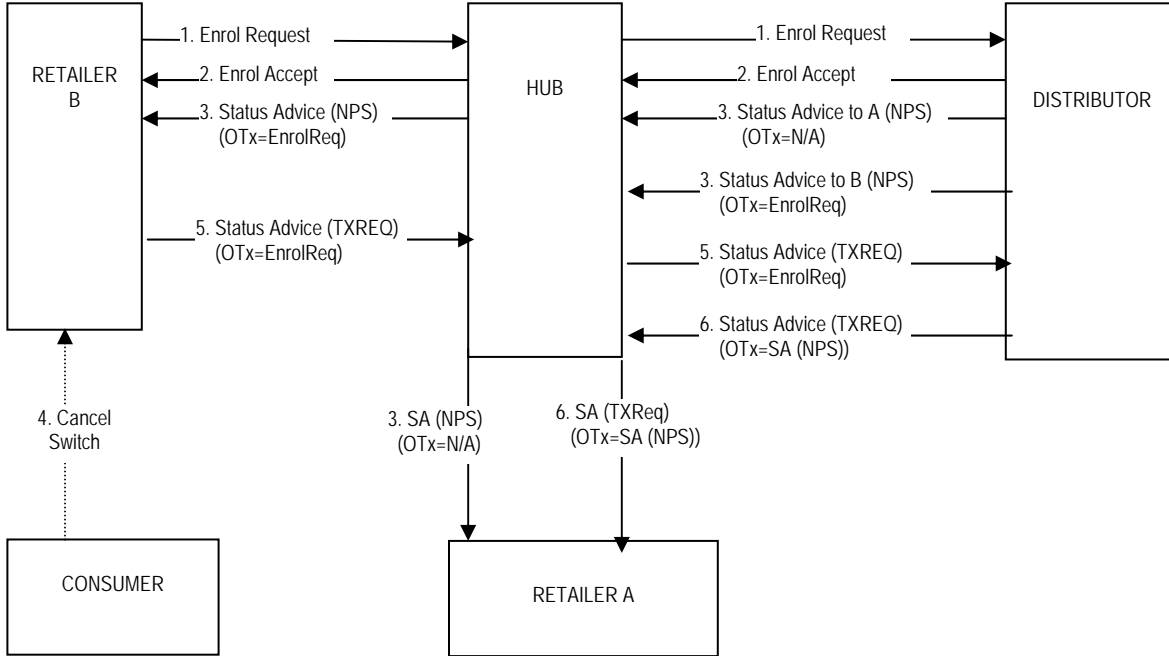 RETAILER
B
1. Enrol Request
2. Enrol Accept
3. Status Advice (NPS)
(OTx=EnrolReq)
5. Status Advice (TXREQ)
(OTx=EnrolReq)
HUB
1. Enrol Request
2. Enrol Accept
3. Status Advice to A (NPS)
(OTx=N/A)
3. Status Advice to B (NPS)
(OTx=EnrolReq)
5. Status Advice (TXREQ)
(OTx=EnrolReq)
6. Status Advice (TXREQ)
(OTx=SA (NPS))
DISTRIBUTOR
4. Cancel
Switch
3. SA (NPS)
(OTx=N/A)
6. SA (TXReq)
(OTx=SA (NPS))
CONSUMER
RETAILER A